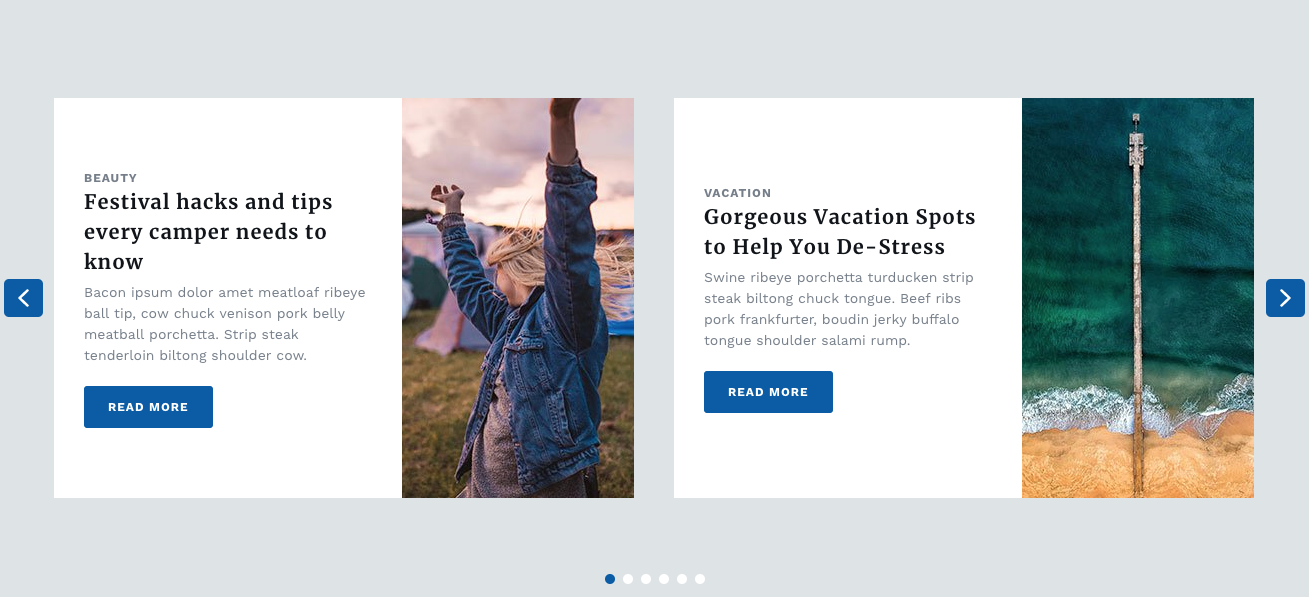 BEAUTY
Festival hacks and tips
every camper needs to
know
Bacon ipsum dolor amet meatloaf ribeye
ball tip, cow chuck venison pork belly
meatball porchetta. Strip steak
tenderloin biltong shoulder cow.
READ MORE
VACATION
Gorgeous Vacation Spots
to Help You De-Stress
Swine ribeye porchetta turducken strip
steak biltong chuck tongue. Beef ribs
pork frankfurter, boudin jerky buffalo
tongue shoulder salami rump.
READ MORE